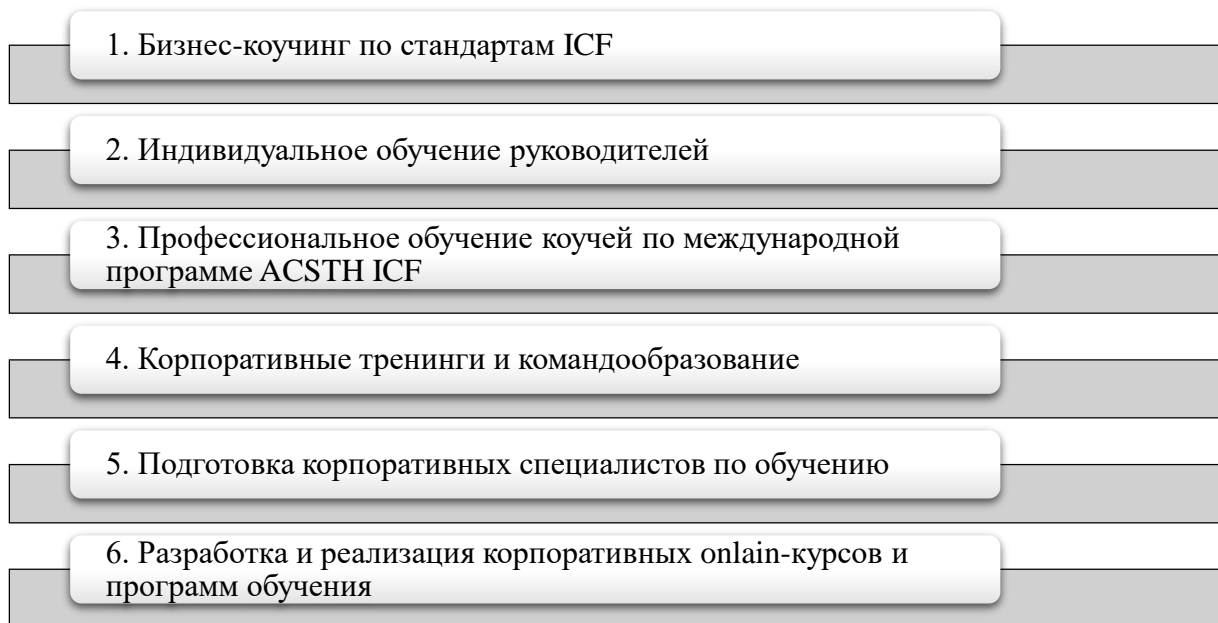 1. Бизнес-коучинг по стандартам ICF
2. Индивидуальное обучение руководителей
3. Профессиональное обучение коучей по международной
программе ACSTH ICF
4. Корпоративные тренинги и командообразование
5. Подготовка корпоративных специалистов по обучению
6. Разработка и реализация корпоративных onlain-курсов и
программ обучения